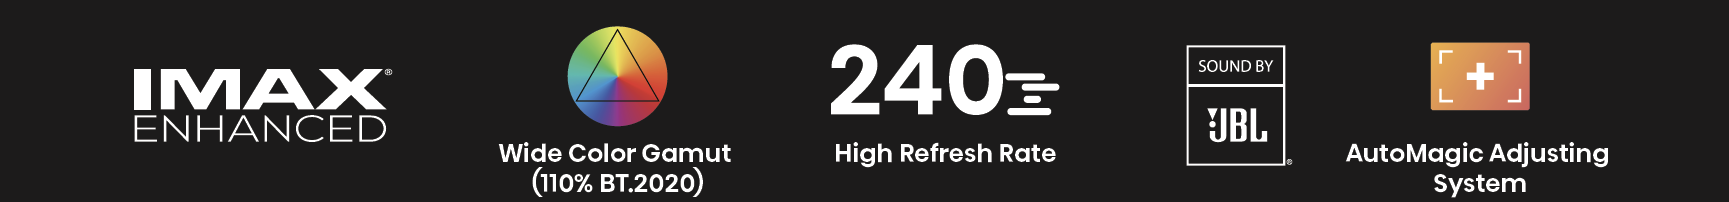 IMAX®
ENHANCED
Wide Color Gamut
(110% BT.2020)
240
High Refresh Rate
SOUND BY
JBL®
AutoMagic Adjusting
System